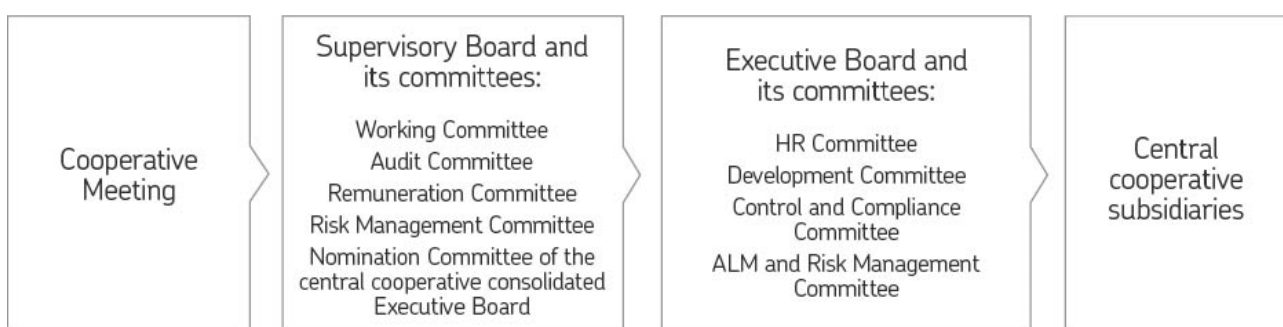 Cooperative
Meeting
Supervisory Board and
its committees:
Working Committee
Audit Committee
Remuneration Committee
Risk Management Committee
Nomination Committee of the
central cooperative consolidated
Executive Board
Executive Board and
its committees:
HR Committee
Development Committee
Control and Compliance
Committee
ALM and Risk Management
Committee
Central
cooperative
subsidiaries